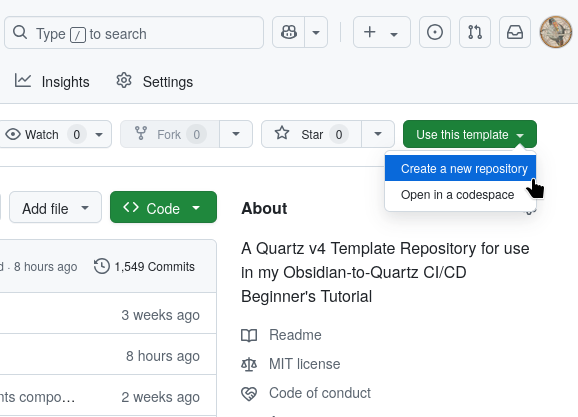 Type / to search
Insights
Settings
Watch 0
Fork 0
Star 0
Use this template
Create a new repository
Open in a codespace
Add file
Code
About
A Quartz v4 Template Repository for use
in my Obsidian-to-Quartz CI/CD
Beginner's Tutorial
· 8 hours ago
1,549 Commits
3 weeks ago
8 hours ago
2 weeks ago
Readme
MIT license
Code of conduct